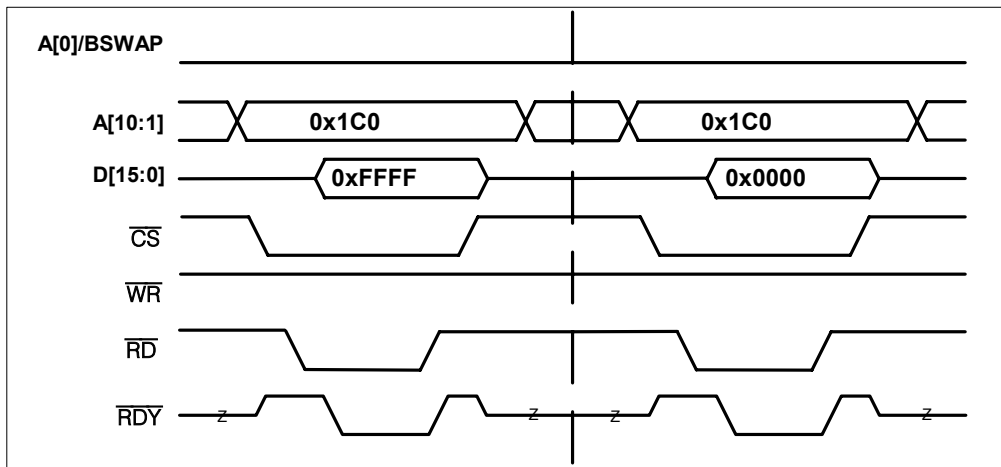 A[0]/BSWAP
A[10:1] 0x1C0 0x1C0
D[15:0] 0xFFFF 0x0000
CS
WR
RD
RDY Z Z Z Z